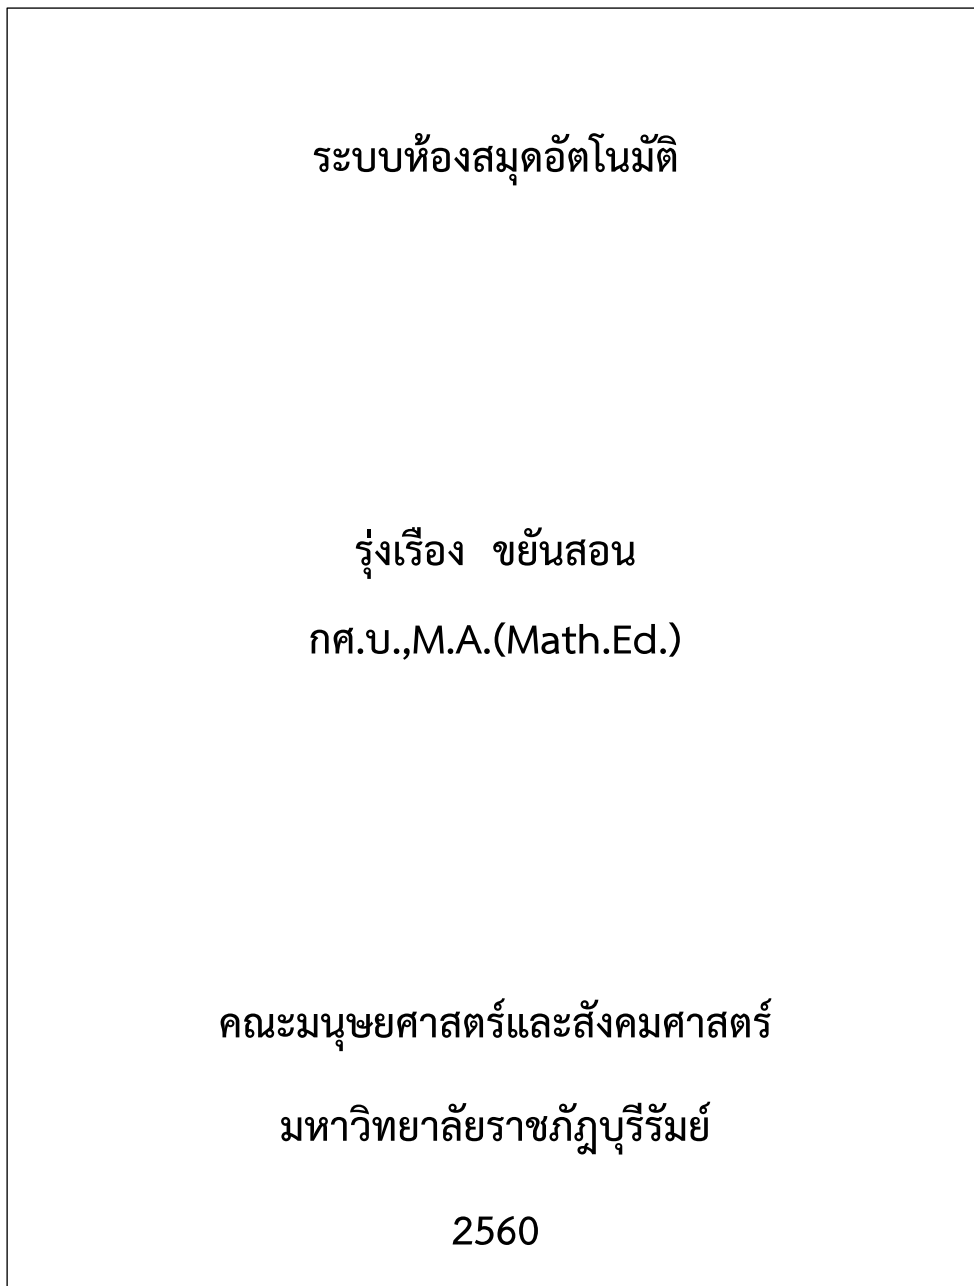 ระบบห้องสมุดอัตโนมัติ
รุ่งเรือง ขยันสอน
กศ.บ.,M.A.(Math.Ed.)
คณะมนุษยศาสตร์และสังคมศาสตร์
มหาวิทยาลัยราชภัฎบุรีรัมย์
2560